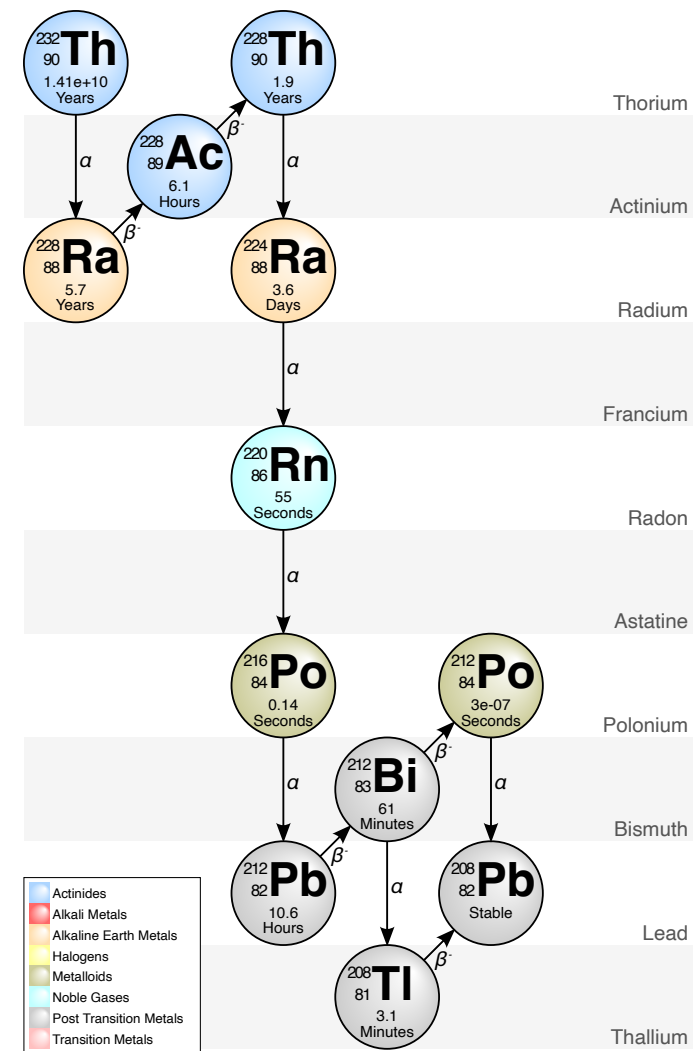 232
90 Th
1.41e+10
Years
228
90 Th
1.9
Years
Thorium
α
β-
α
228
89 Ac
6.1
Hours
Actinium
β-
228
88 Ra
5.7
Years
224
88 Ra
3.6
Days
Radium
α
Francium
220
86 Rn
55
Seconds
Radon
α
Astatine
216
84 Po
0.14
Seconds
212
84 Po
3e-07
Seconds
Polonium
α
β-
α
212
83 Bi
61
Minutes
Bismuth
β-
212
82 Pb
10.6
Hours
α
208
82 Pb
Stable
Lead
β-
208
81 Tl
3.1
Minutes
Thallium
Actinides
Alkali Metals
Alkaline Earth Metals
Halogens
Metalloids
Noble Gases
Post Transition Metals
Transition Metals